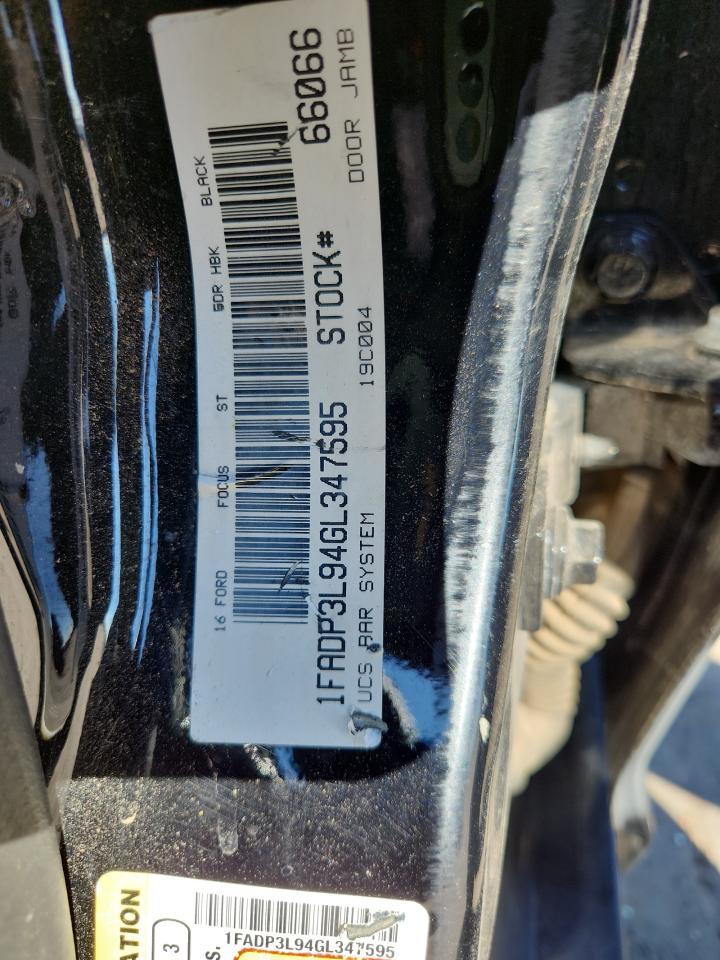 16 FORD FOCUS ST 5DR HBK BLACK
1FADP3L94GL347595 STOCK# 66066
UCS BAR SYSTEM 19C004 DOOR JAMB
ATION
3
S.
1FADP3L94GL347595